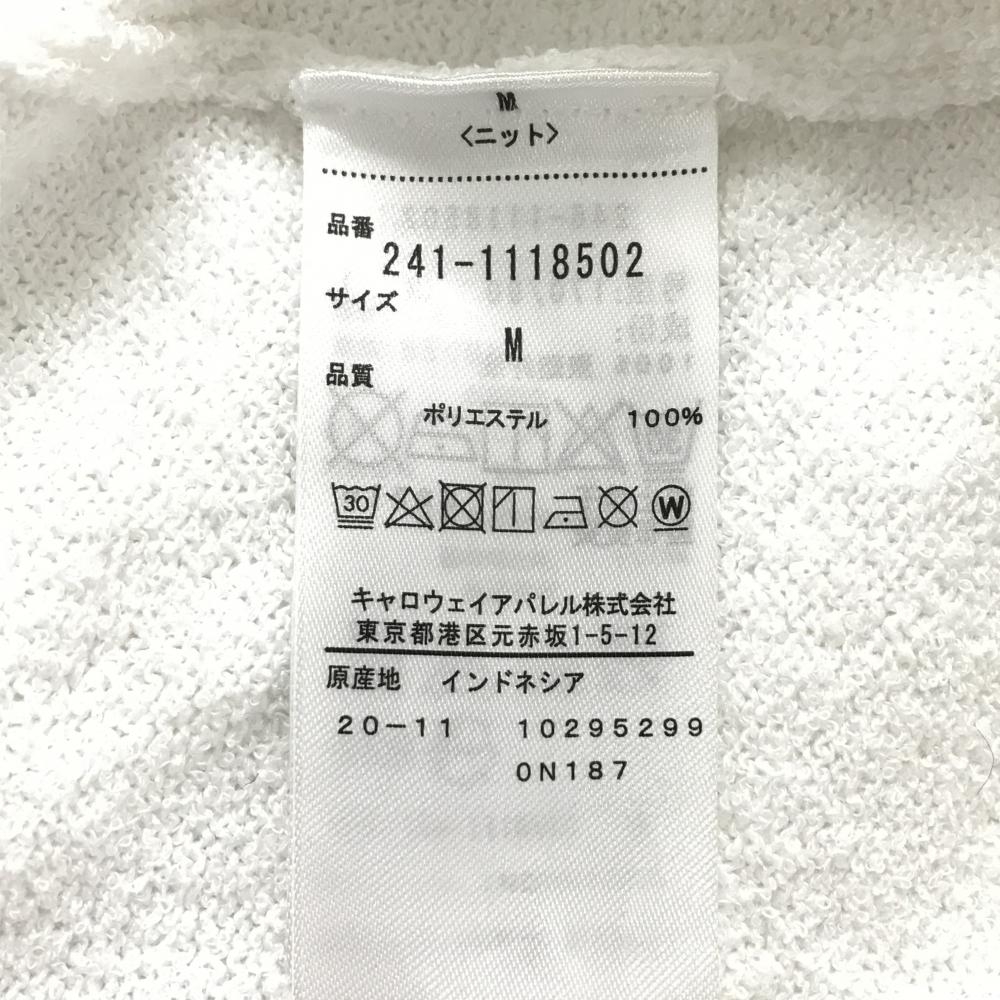 M
<ニット>
品番
241-1118502
サイズ
M
品質
ポリエステル 100%
30 W
キャロウェイアパレル株式会社
東京都港区元赤坂1-5-12
原産地 インドネシア
20-11 10295299
0N187